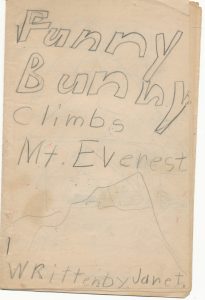 Funny
Bunny
Climbs
Mt. Everest
Written by Janet.